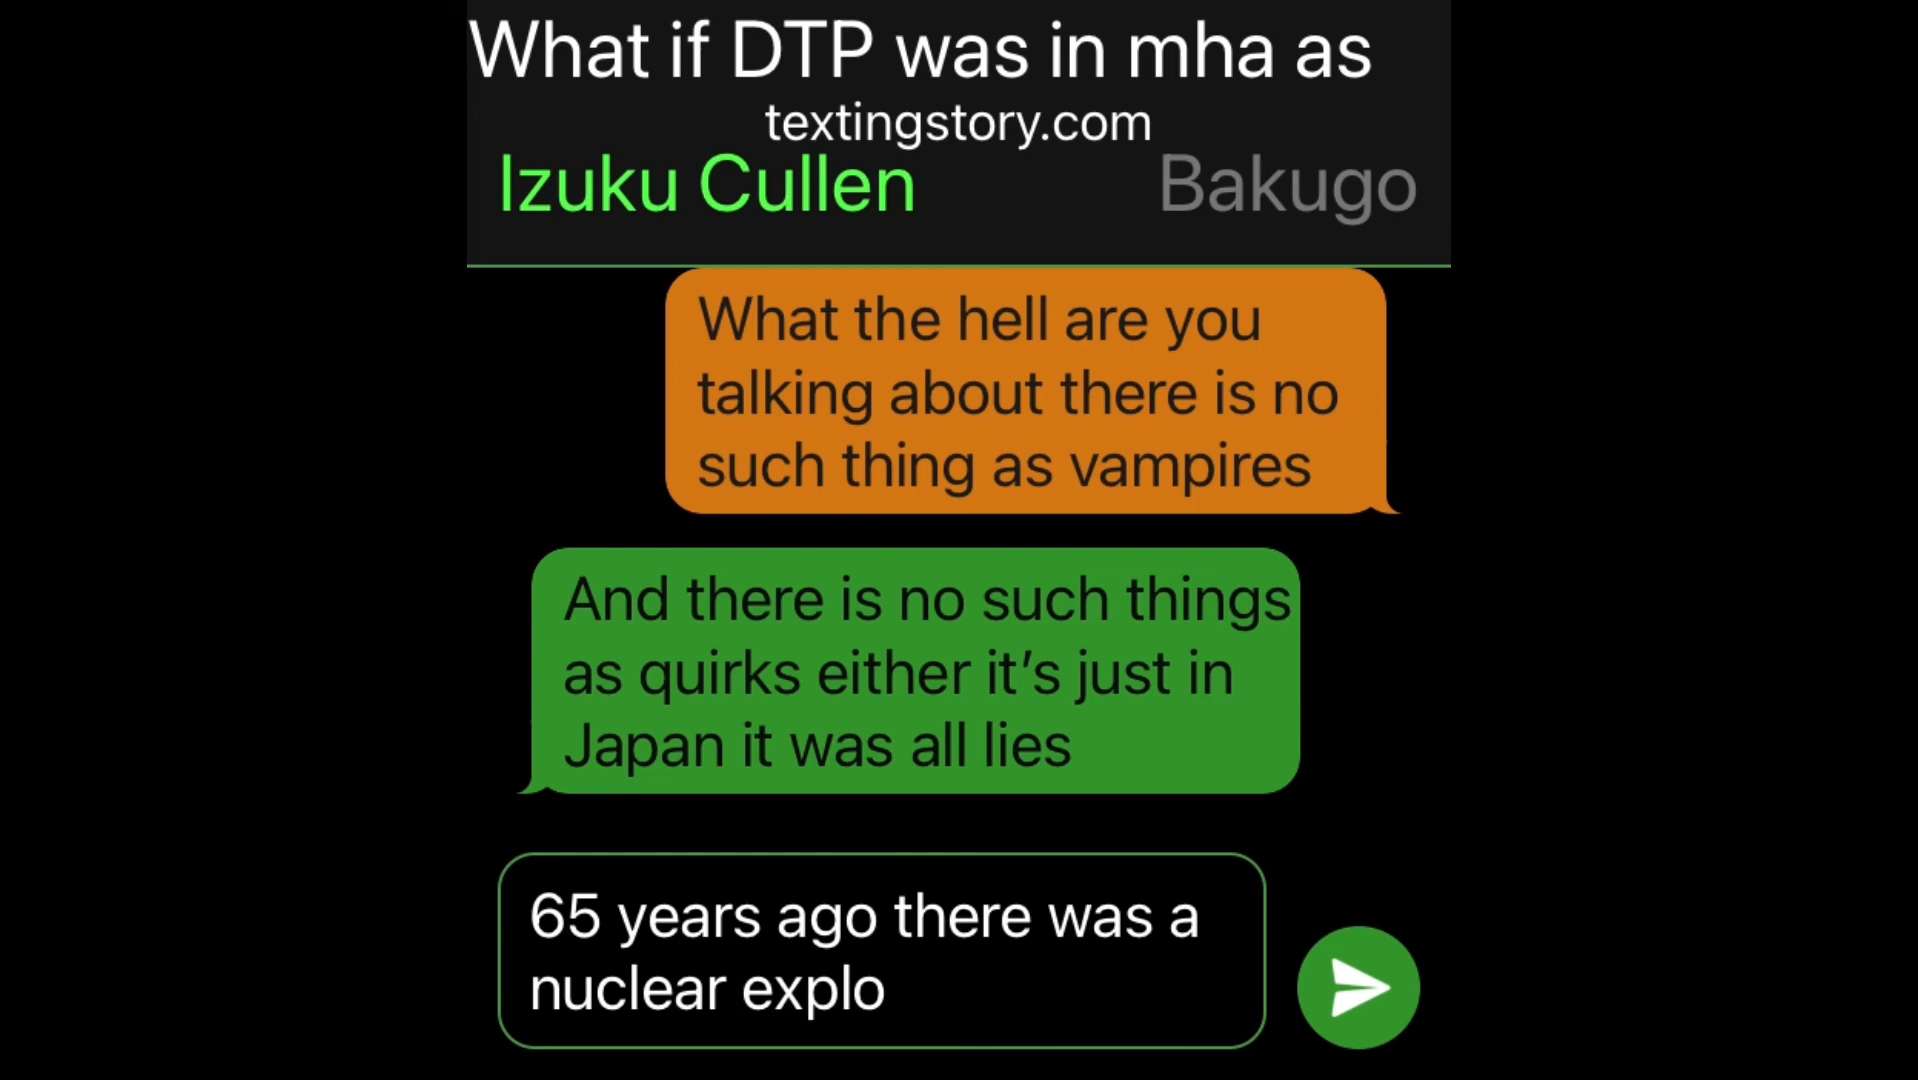 What if DTP was in mha as
textingstory.com
Izuku Cullen Bakugo
What the hell are you
talking about there is no
such thing as vampires
And there is no such things
as quirks either it’s just in
Japan it was all lies
65 years ago there was a
nuclear explo